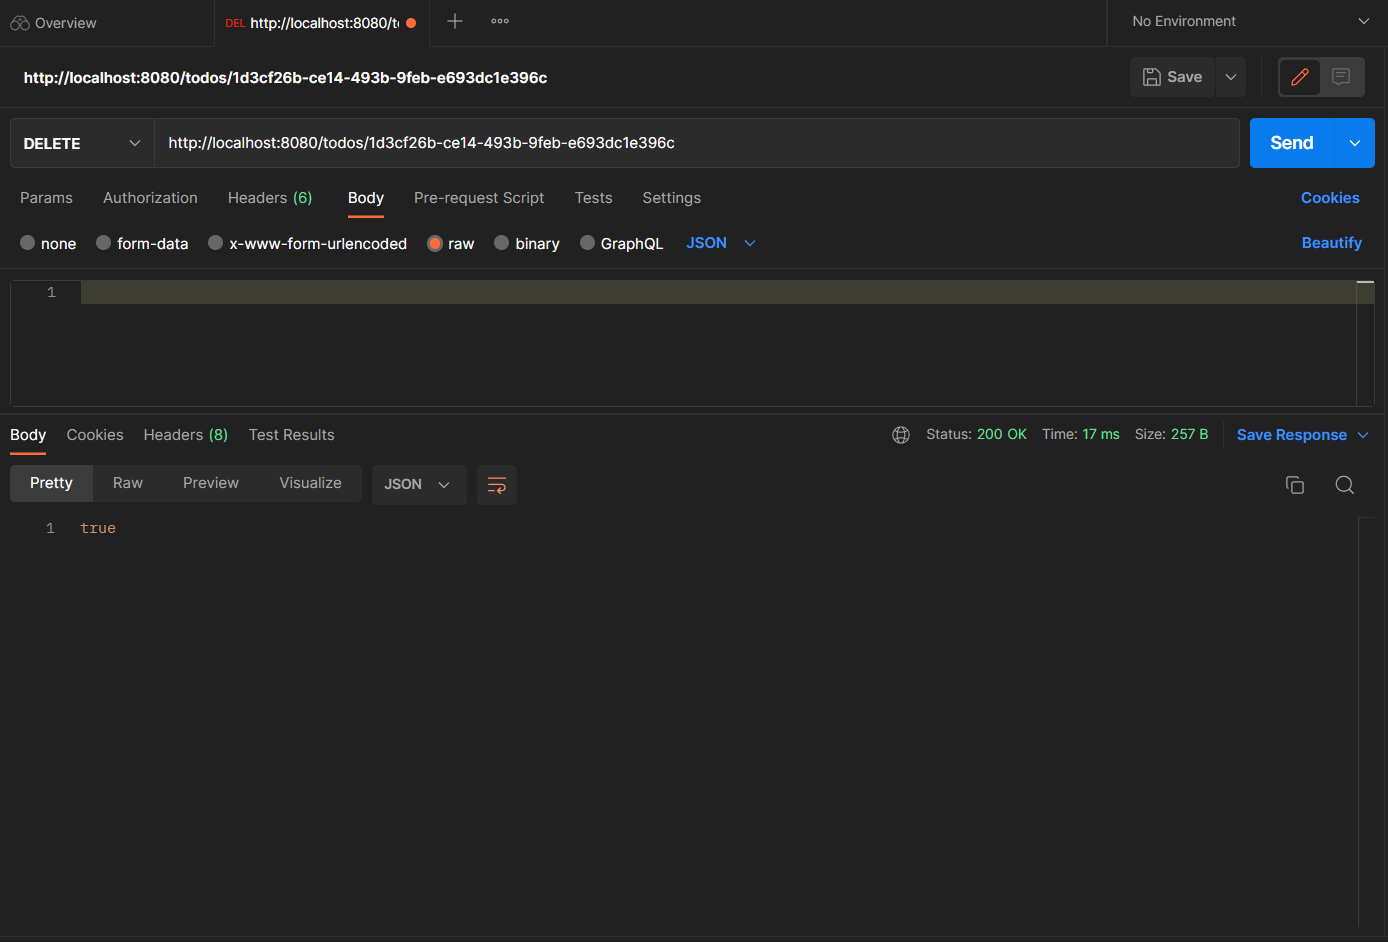 Overview
DEL http://localhost:8080/t
No Environment
http://localhost:8080/todos/1d3cf26b-ce14-493b-9feb-e693dc1e396c
Save
DELETE http://localhost:8080/todos/1d3cf26b-ce14-493b-9feb-e693dc1e396c Send
Params Authorization Headers (6) Body Pre-request Script Tests Settings Cookies
none form-data x-www-form-urlencoded raw binary GraphQL JSON Beautify
1
Body Cookies Headers (8) Test Results Status: 200 OK Time: 17 ms Size: 257 B Save Response
Pretty Raw Preview Visualize JSON
1 true